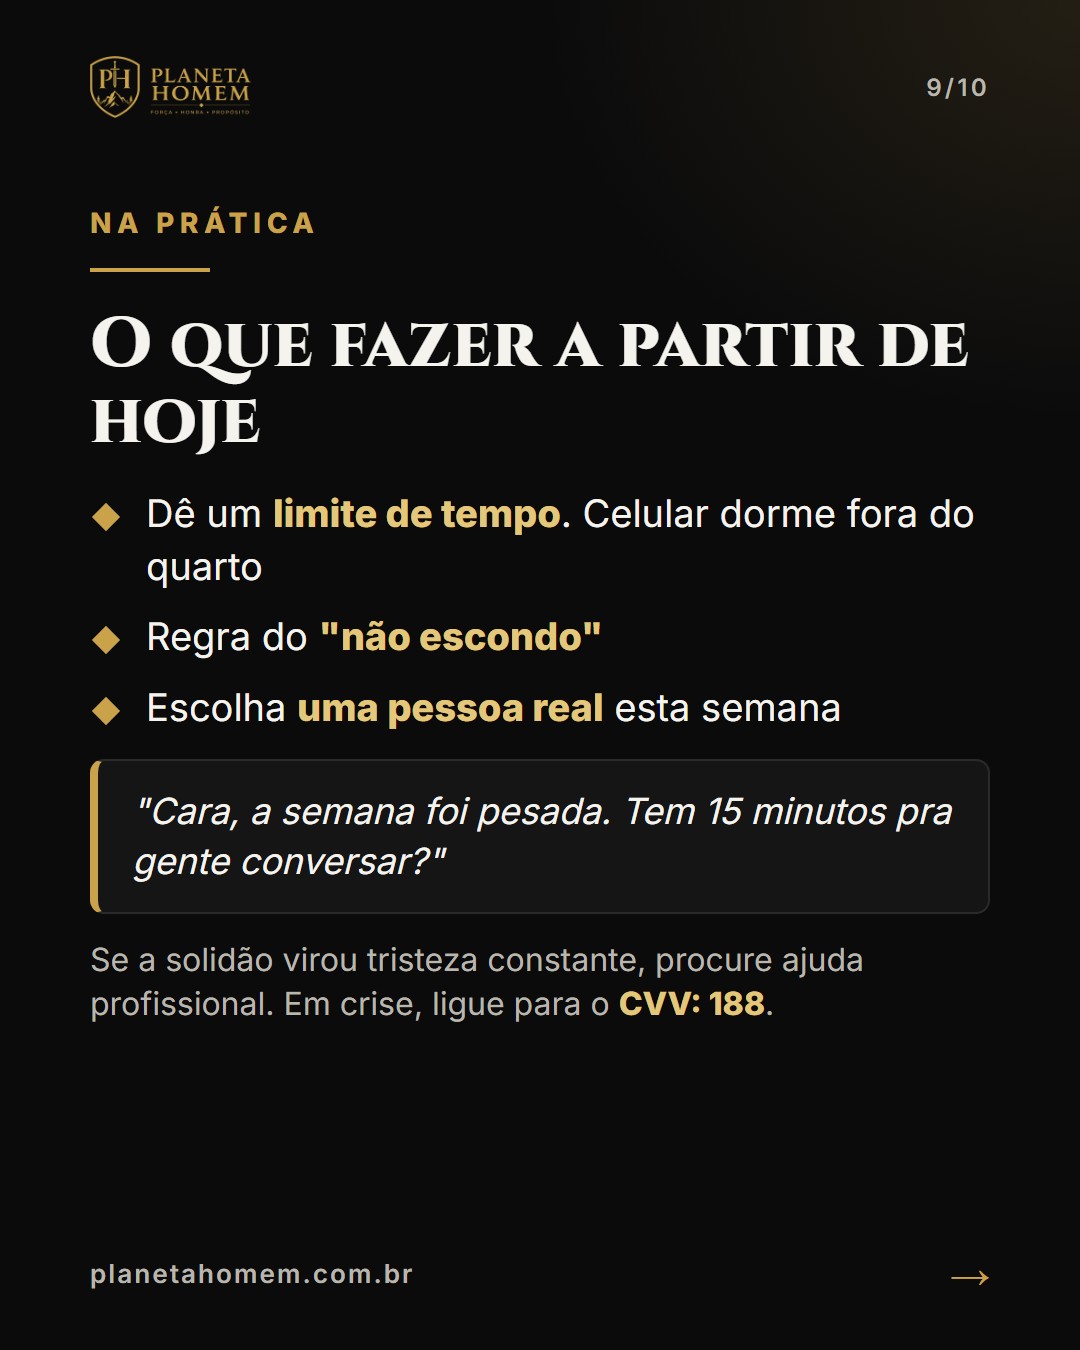 PH
PLANETA
HOMEM
FORÇA • HONRA • PROPÓSITO
9/10
NA PRÁTICA
O QUE FAZER A PARTIR DE
HOJE
◆ Dê um limite de tempo. Celular dorme fora do
quarto
◆ Regra do "não escondo"
◆ Escolha uma pessoa real esta semana
"Cara, a semana foi pesada. Tem 15 minutos pra
gente conversar?"
Se a solidão virou tristeza constante, procure ajuda
profissional. Em crise, ligue para o CVV: 188.
planetahomem.com.br →